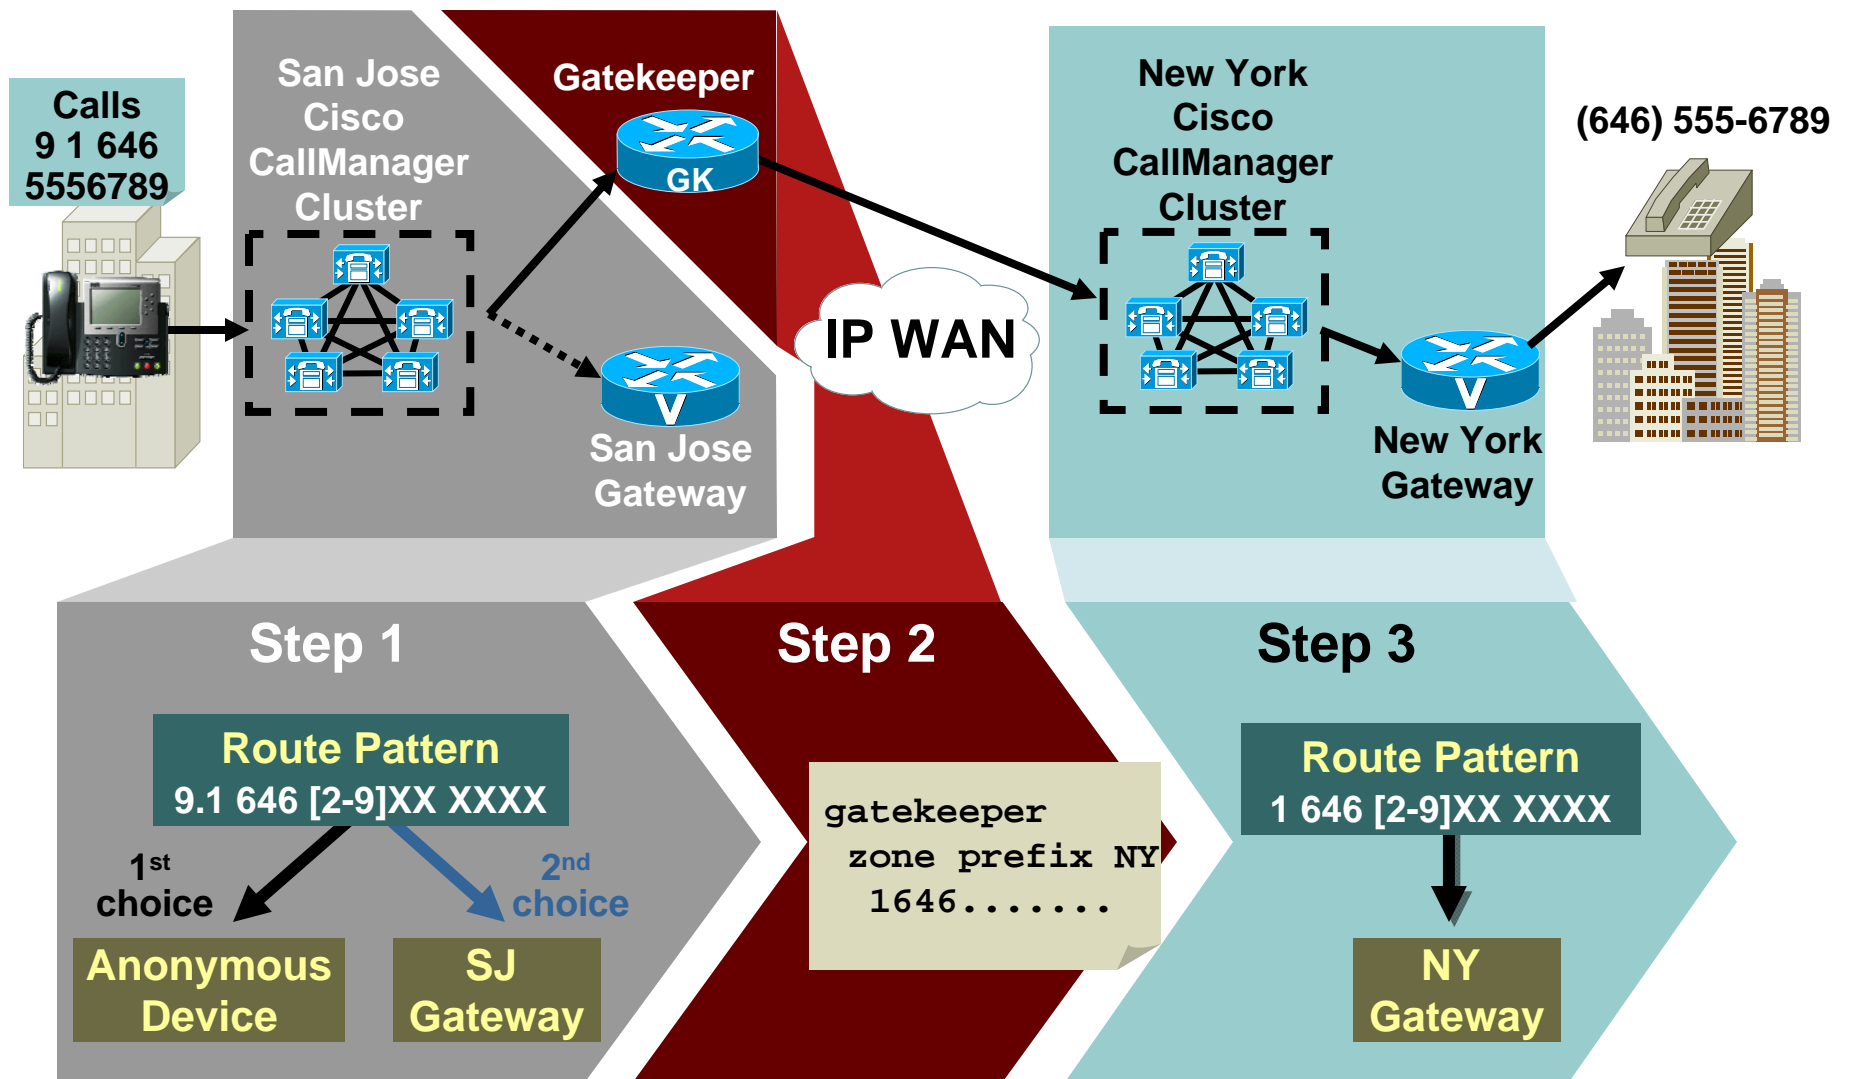 Calls
9 1 646
5556789
San Jose
Cisco
CallManager
Cluster
Gatekeeper
GK
V
San Jose
Gateway
IP WAN
New York
Cisco
CallManager
Cluster
V
New York
Gateway
(646) 555-6789
Step 1
Route Pattern
9.1 646 [2-9]XX XXXX
1st
choice
2nd
choice
Anonymous
Device
SJ
Gateway
Step 2
gatekeeper
zone prefix NY
1646.......
Step 3
Route Pattern
1 646 [2-9]XX XXXX
NY
Gateway